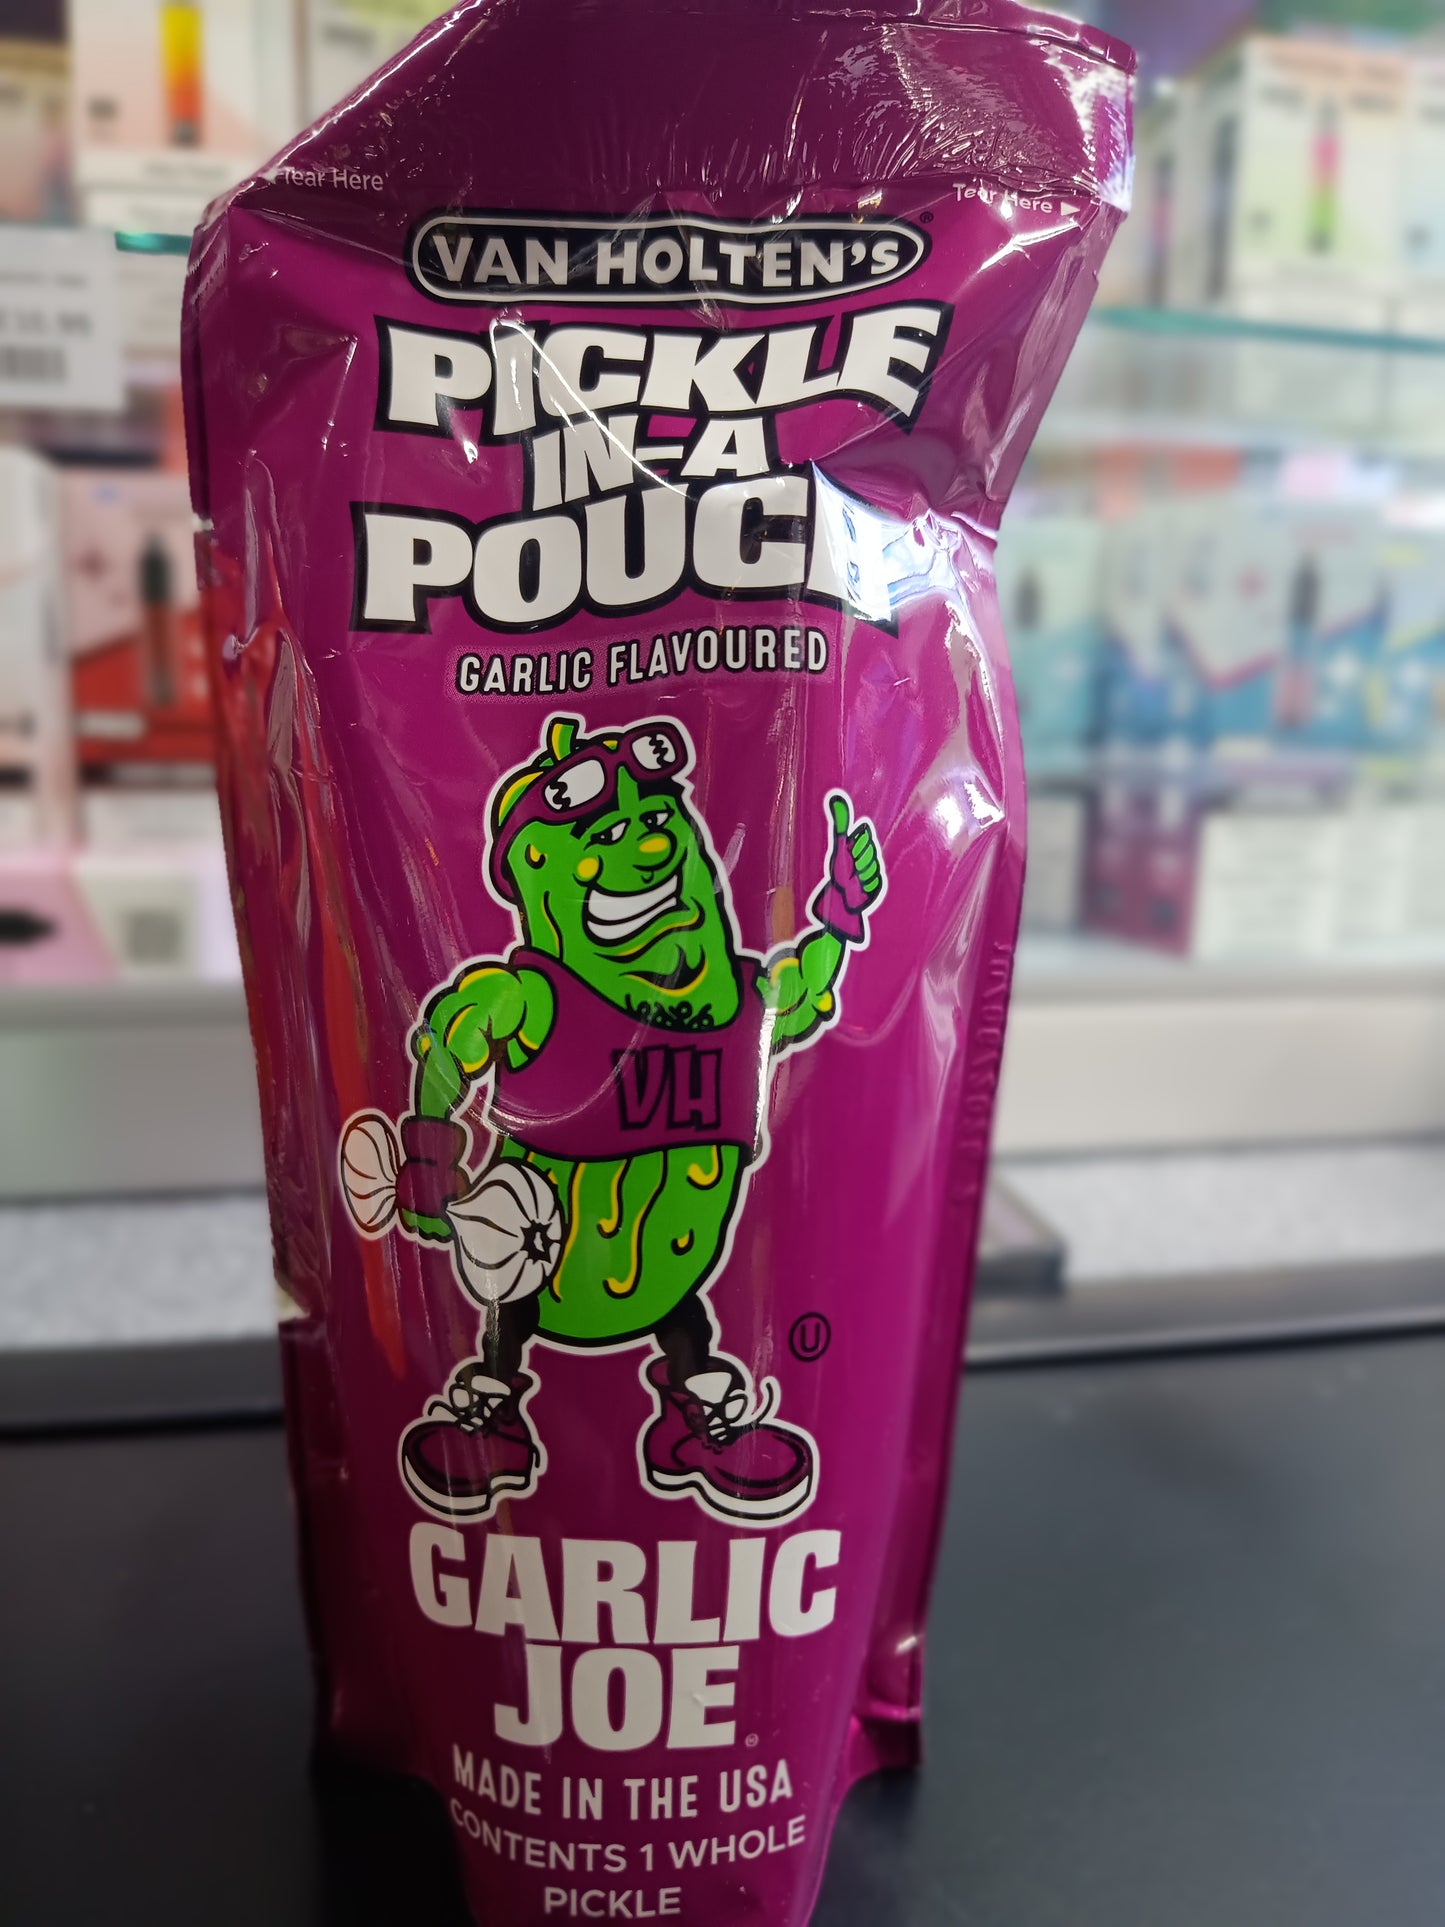 Tear Here
Tear Here ▶
VAN HOLTEN'S®
PICKLE
IN-A
POUCH
GARLIC FLAVOURED
VH
U
GARLIC
JOE
MADE IN THE USA
CONTENTS 1 WHOLE
PICKLE